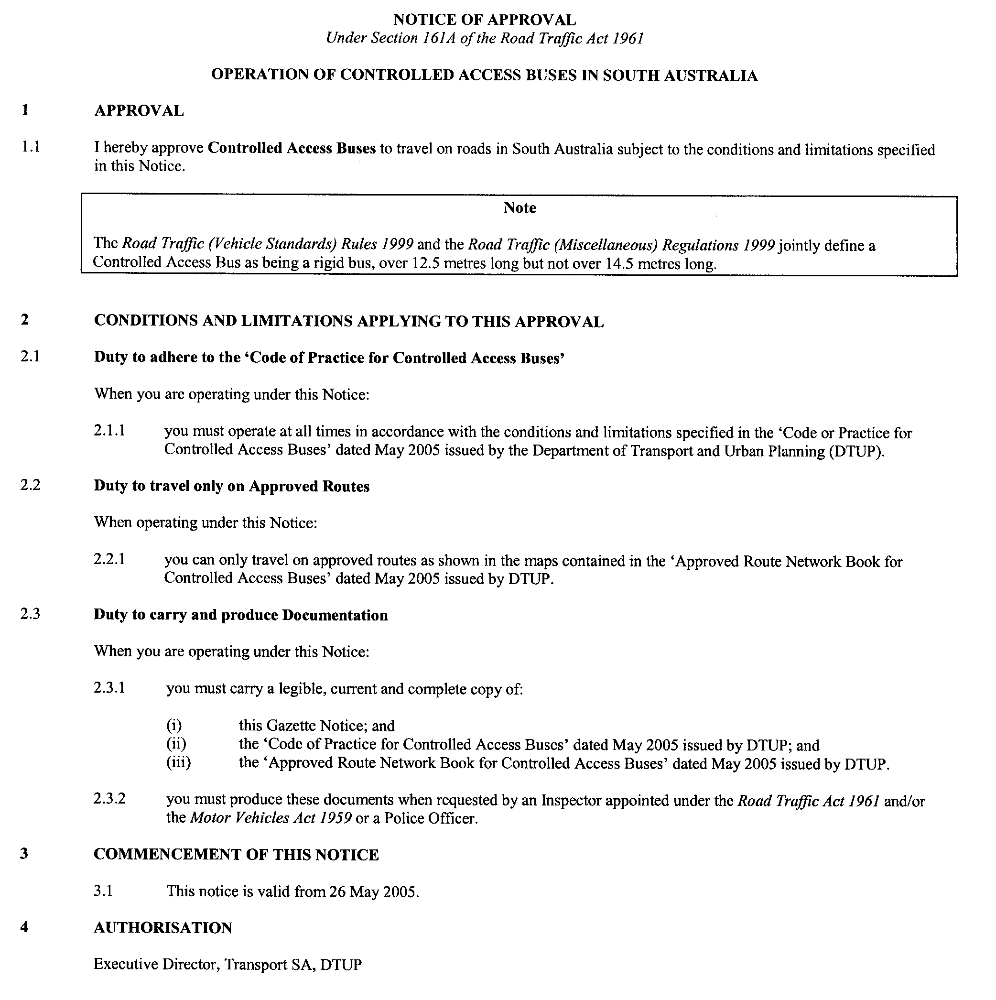 NOTICE OF APPROVAL
Under Section 161A of the Road Traffic Act 1961
OPERATION OF CONTROLLED ACCESS BUSES IN SOUTH AUSTRALIA
1 APPROVAL
1.1 I hereby approve Controlled Access Buses to travel on roads in South Australia subject to the conditions and limitations specified
in this Notice.
Note
The Road Traffic (Vehicle Standards) Rules 1999 and the Road Traffic (Miscellaneous) Regulations 1999 jointly define a
Controlled Access Bus as being a rigid bus, over 12.5 metres long but not over 14.5 metres long.
2 CONDITIONS AND LIMITATIONS APPLYING TO THIS APPROVAL
2.1 Duty to adhere to the ‘Code of Practice for Controlled Access Buses’
When you are operating under this Notice:
2.1.1 you must operate at all times in accordance with the conditions and limitations specified in the ‘Code or Practice for
Controlled Access Buses’ dated May 2005 issued by the Department of Transport and Urban Planning (DTUP).
2.2 Duty to travel only on Approved Routes
When operating under this Notice:
2.2.1 you can only travel on approved routes as shown in the maps contained in the ‘Approved Route Network Book for
Controlled Access Buses’ dated May 2005 issued by DTUP.
2.3 Duty to carry and produce Documentation
When you are operating under this Notice:
2.3.1 you must carry a legible, current and complete copy of:
(i) this Gazette Notice; and
(ii) the ‘Code of Practice for Controlled Access Buses’ dated May 2005 issued by DTUP; and
(iii) the ‘Approved Route Network Book for Controlled Access Buses’ dated May 2005 issued by DTUP.
2.3.2 you must produce these documents when requested by an Inspector appointed under the Road Traffic Act 1961 and/or
the Motor Vehicles Act 1959 or a Police Officer.
3 COMMENCEMENT OF THIS NOTICE
3.1 This notice is valid from 26 May 2005.
4 AUTHORISATION
Executive Director, Transport SA, DTUP